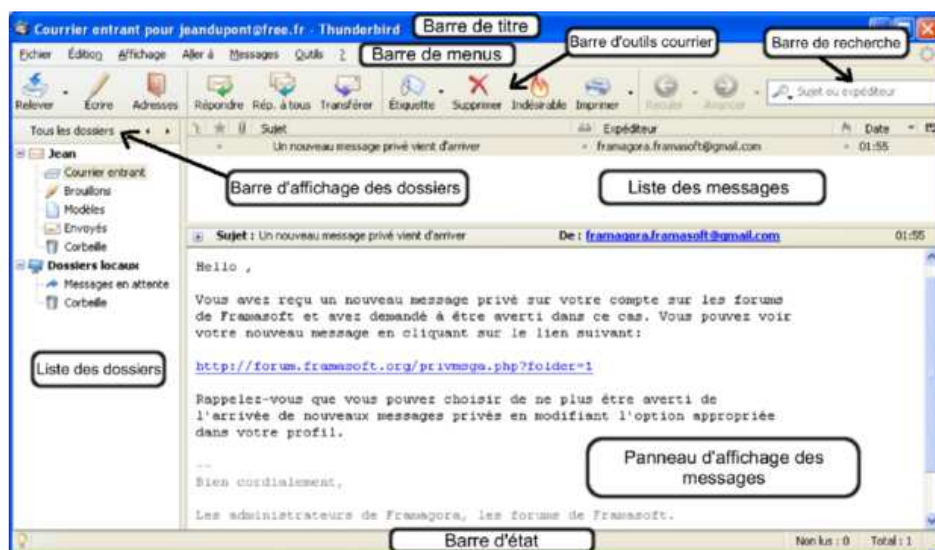 Courrier entrant pour jeandupont@free.fr - Thunderbird
Barre de titre
Fichier Édition Affichage Aller à Messages Outils ?
Barre de menus
Barre d'outils courrier
Barre de recherche
Relever Écrire Adresses Répondre Rép. à tous Transférer Étiquette Supprimer Indésirable Imprimer Reculer Avancer
Sujet ou expéditeur
Tous les dossiers
Sujet Expéditeur Date
Un nouveau message privé vient d'arriver framagora.framasoft@gmail.com 01:55
Jean
Courrier entrant
Brouillons
Modèles
Envoyés
Corbeille
Dossiers locaux
Messages en attente
Corbeille
Barre d'affichage des dossiers
Liste des messages
Liste des dossiers
Sujet : Un nouveau message privé vient d'arriver De : framagora.framasoft@gmail.com 01:55
Hello ,
Vous avez reçu un nouveau message privé sur votre compte sur les forums
de Framasoft et avez demandé à être averti dans ce cas. Vous pouvez voir
votre nouveau message en cliquant sur le lien suivant:
http://forum.framasoft.org/privmsga.php?folder=1
Rappelez-vous que vous pouvez choisir de ne plus être averti de
l'arrivée de nouveaux messages privés en modifiant l'option appropriée
dans votre profil.
--
Bien cordialement,
Les administrateurs de Framagora, les forums de Framasoft.
Panneau d'affichage des
messages
Barre d'état
Non lus : 0 Total : 1